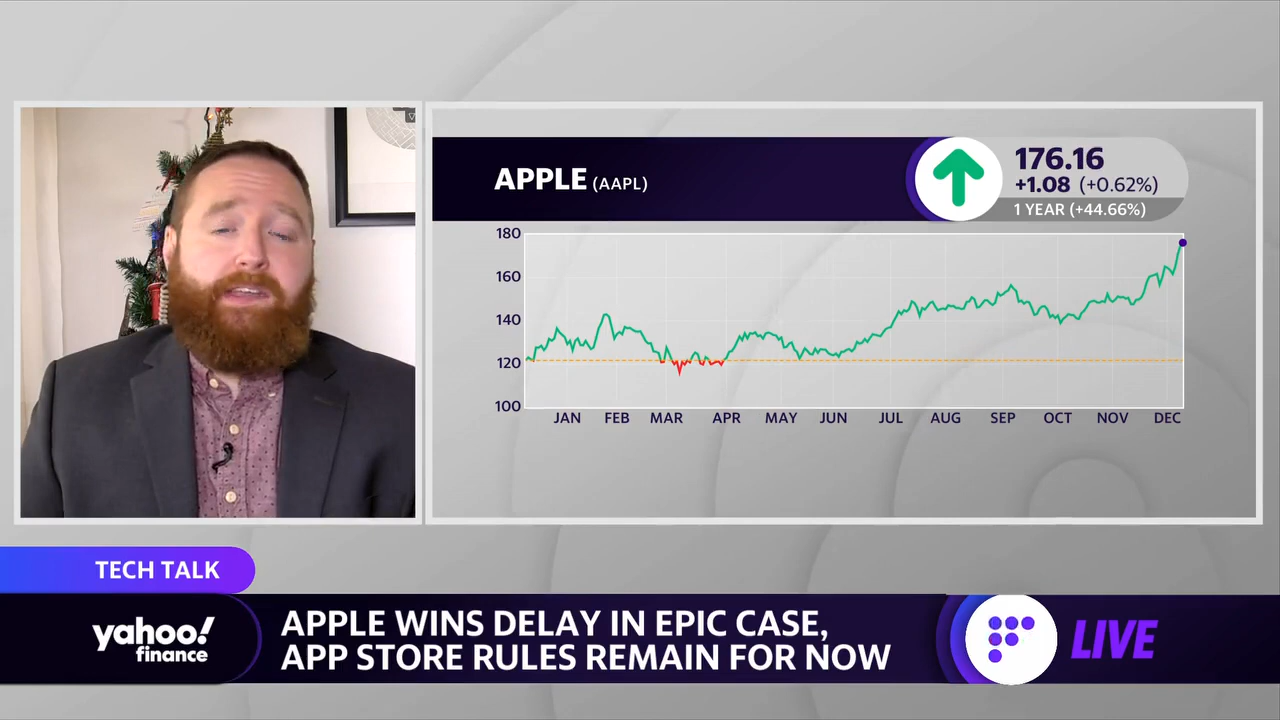 APPLE (AAPL)
176.16
+1.08 (+0.62%)
1 YEAR (+44.66%)
180
160
140
120
100
JAN FEB MAR APR MAY JUN JUL AUG SEP OCT NOV DEC
TECH TALK
yahoo!
finance
APPLE WINS DELAY IN EPIC CASE,
APP STORE RULES REMAIN FOR NOW
LIVE